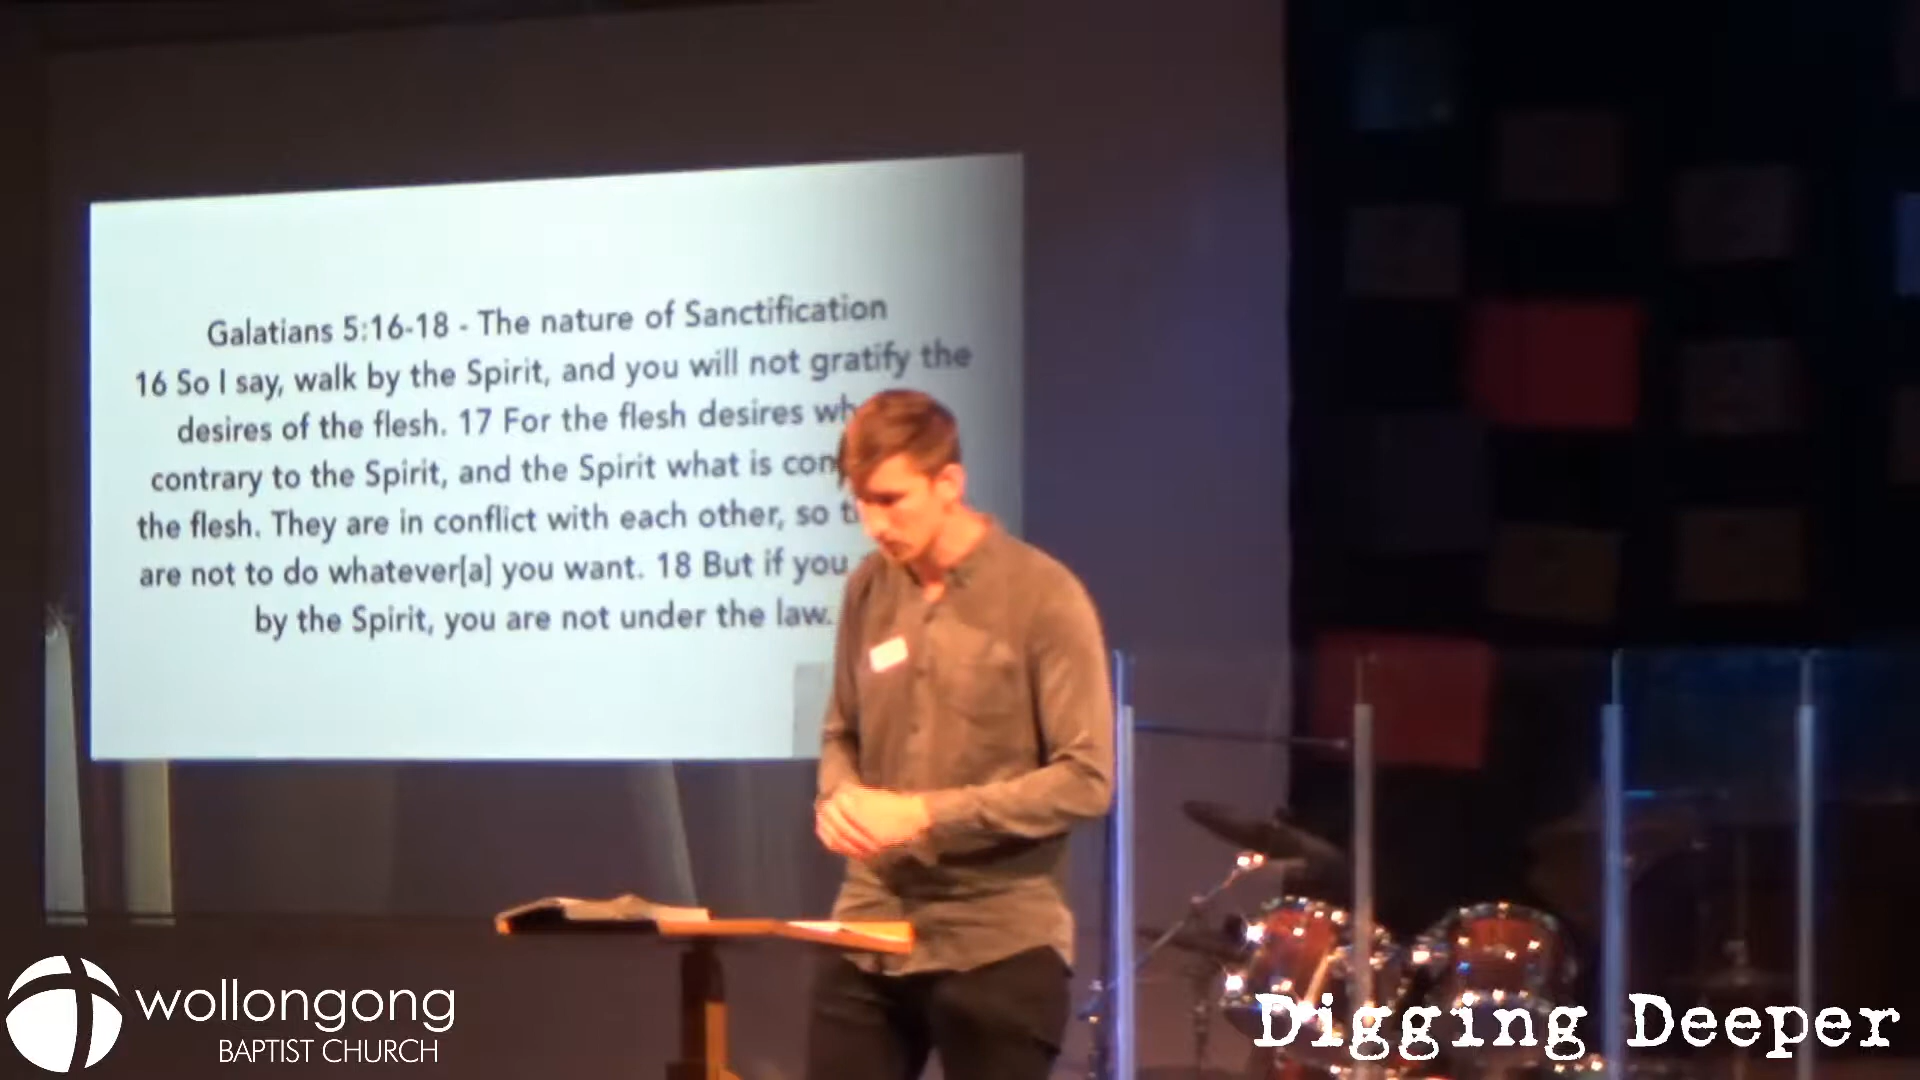 Galatians 5:16-18 - The nature of Sanctification
16 So I say, walk by the Spirit, and you will not gratify the
desires of the flesh. 17 For the flesh desires
contrary to the Spirit, and the Spirit what is
the flesh. They are in conflict with each other, so
are not to do whatever[a] you want. 18 But if you
by the Spirit, you are not under the law.
wollongong
BAPTIST CHURCH
Digging Deeper